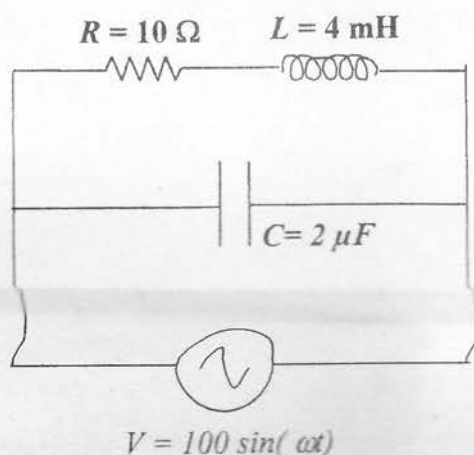 R = 10 Ω L = 4 mH
C= 2 μF
V = 100 sin( ωt)